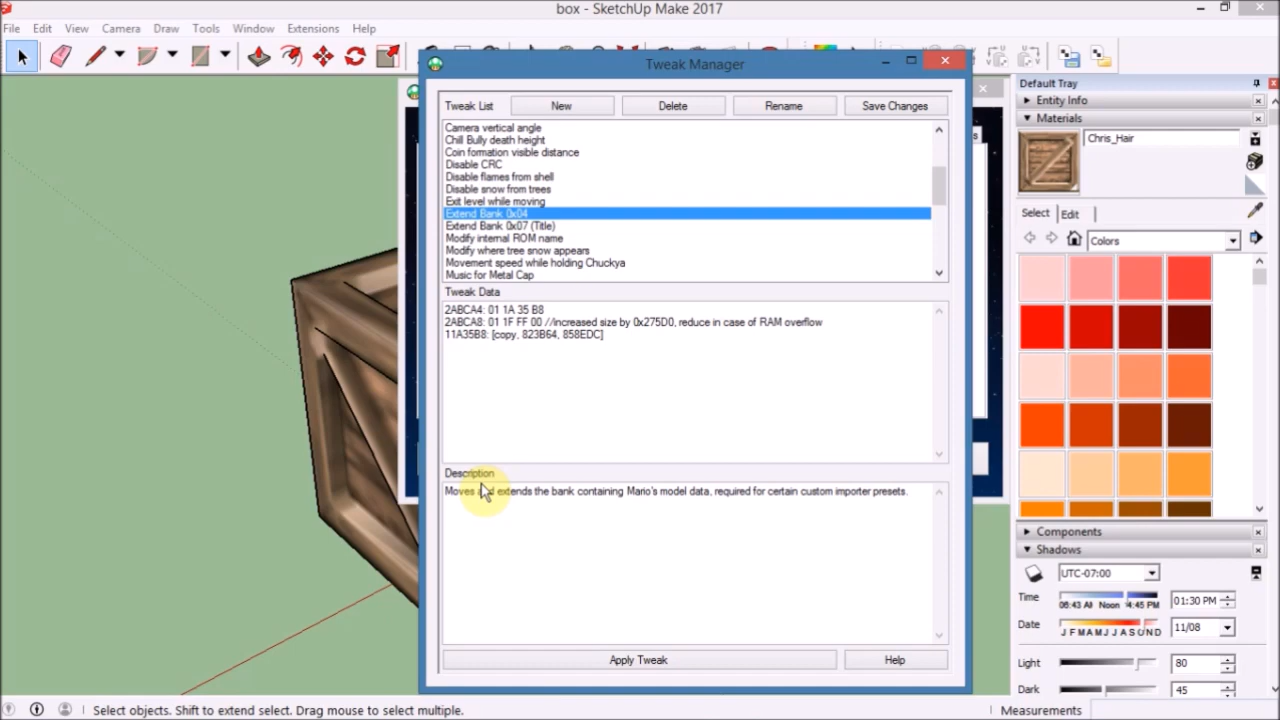 box - SketchUp Make 2017
File Edit View Camera Draw Tools Window Extensions Help
Tweak Manager
Tweak List New Delete Rename Save Changes
Camera vertical angle
Chill Bully death height
Coin formation visible distance
Disable CRC
Disable flames from shell
Disable snow from trees
Exit level while moving
Extend Bank 0x04
Extend Bank 0x07 (Title)
Modify internal ROM name
Modify where tree snow appears
Movement speed while holding Chuckya
Music for Metal Cap
Tweak Data
2ABCA4: 01 1A 35 B8
2ABCA8: 01 1F FF 00 //increased size by 0x275D0, reduce in case of RAM overflow
11A35B8: [copy, 823B64, 858EDC]
Description
Moves and extends the bank containing Mario's model data, required for certain custom importer presets.
Apply Tweak Help
Default Tray
Entity Info
Materials
Chris_Hair
Select Edit
Colors
Components
Shadows
UTC-07:00
Time 06:43 AM Noon 4:45 PM 01:30 PM
Date J F M A M J J A S O N D 11/08
Light 80
Dark 45
Select objects. Shift to extend select. Drag mouse to select multiple.
Measurements